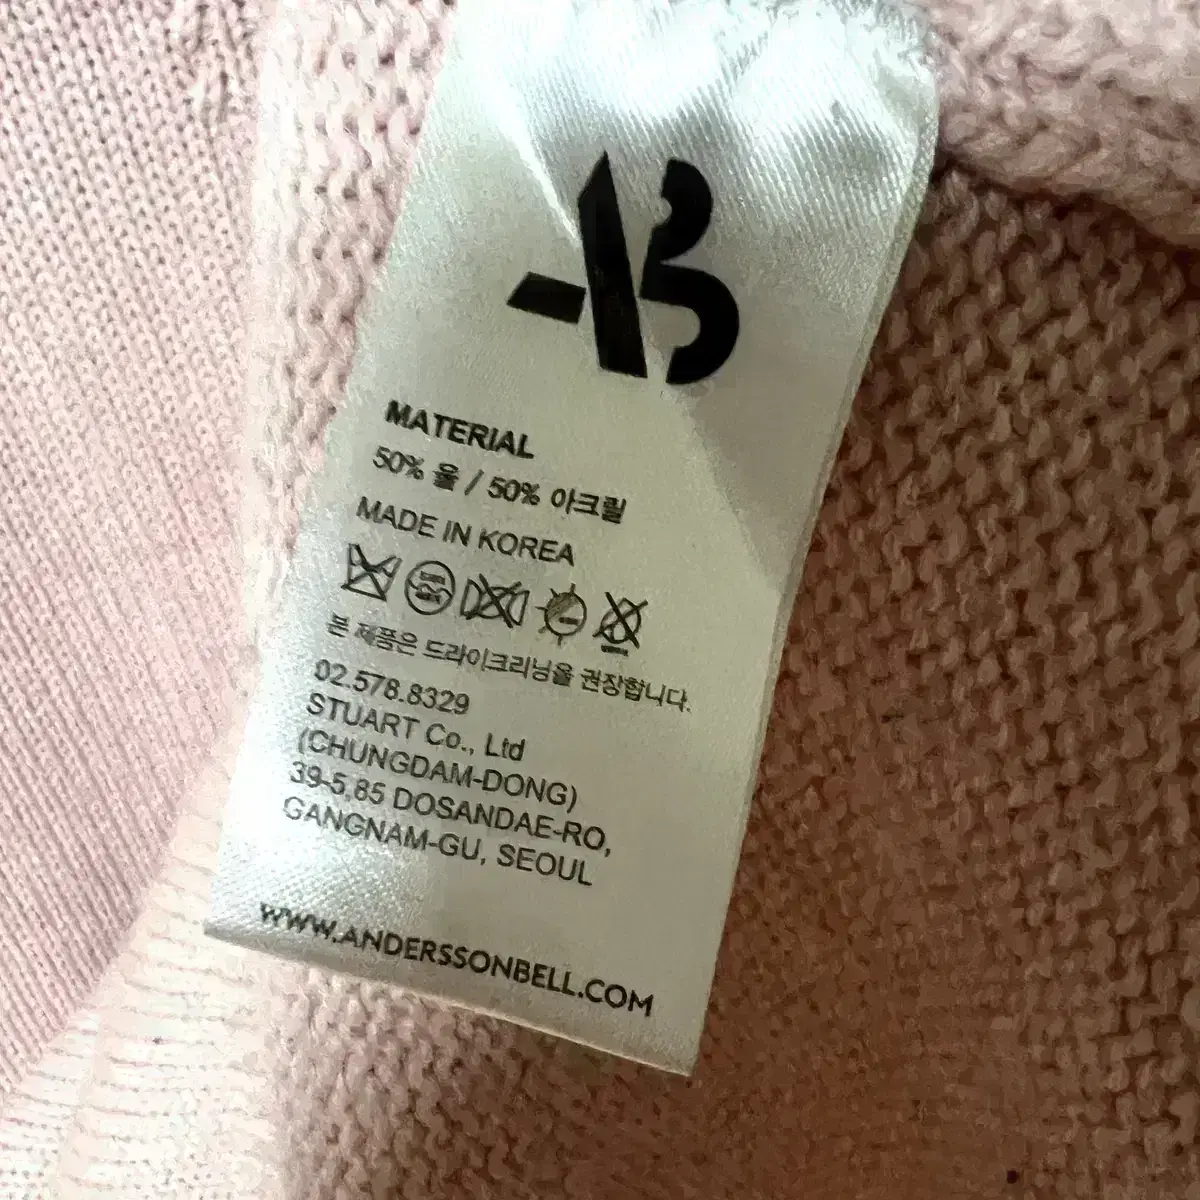 AB
MATERIAL
50% 울 / 50% 아크릴
MADE IN KOREA
본 제품은 드라이크리닝을 권장합니다.
02.578.8329
STUART Co., Ltd
(CHUNGDAM-DONG)
39-5,85 DOSANDAE-RO,
GANGNAM-GU, SEOUL
WWW.ANDERSSONBELL.COM